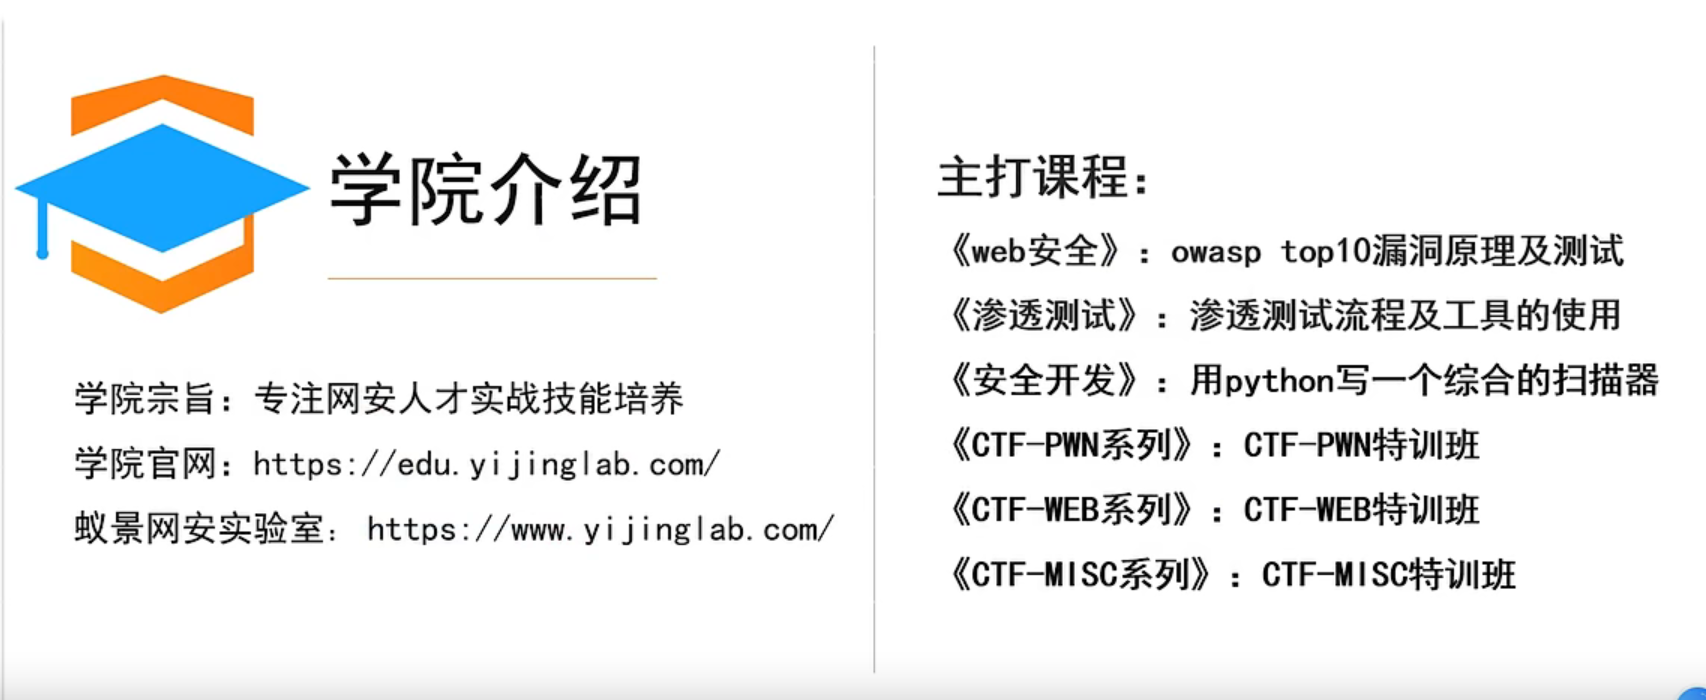 学院介绍
学院宗旨：专注网安人才实战技能培养
学院官网：https://edu.yijinglab.com/
蚁景网安实验室： https://www.yijinglab.com/
主打课程：
《web安全》：owasp top10漏洞原理及测试
《渗透测试》：渗透测试流程及工具的使用
《安全开发》：用python写一个综合的扫描器
《CTF-PWN系列》：CTF-PWN特训班
《CTF-WEB系列》：CTF-WEB特训班
《CTF-MISC系列》：CTF-MISC特训班